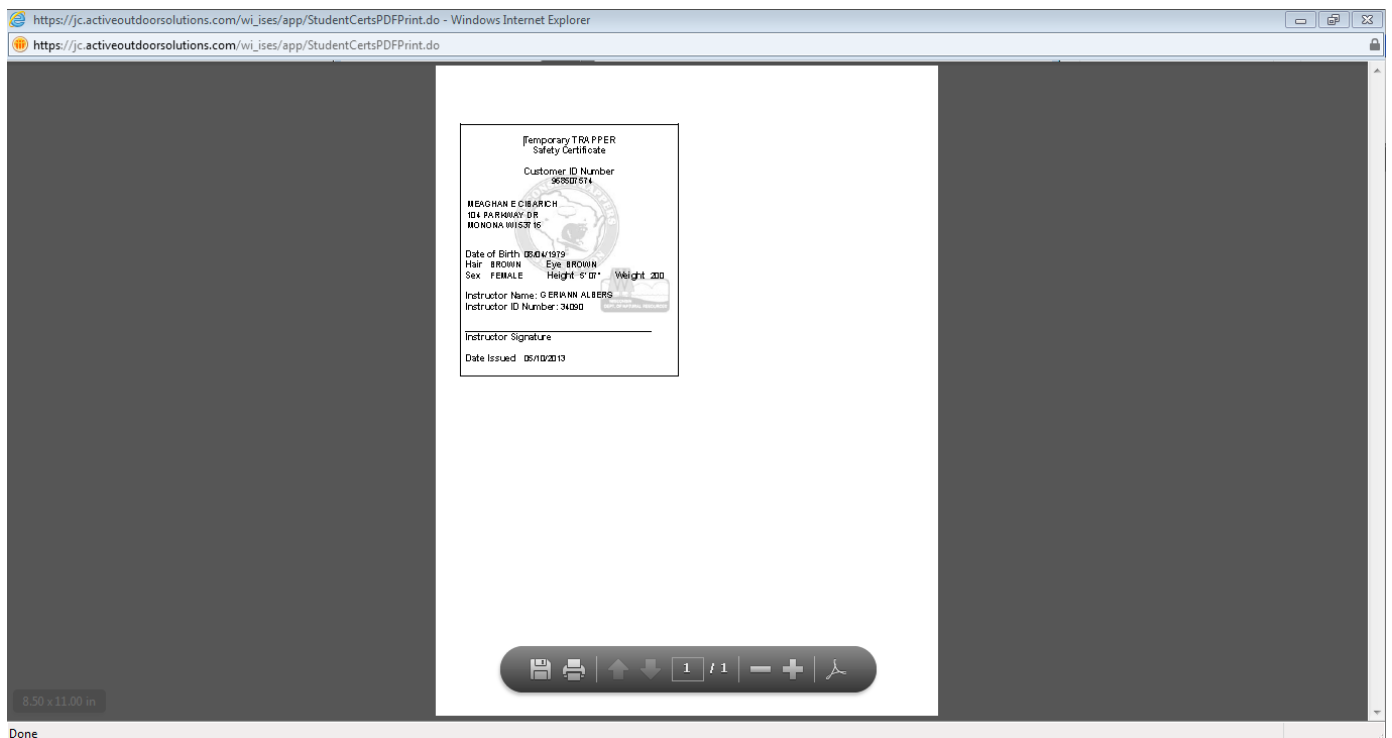 https://jc.activeoutdoorsolutions.com/wi_ises/app/StudentCertsPDFPrint.do - Windows Internet Explorer
https://jc.activeoutdoorsolutions.com/wi_ises/app/StudentCertsPDFPrint.do
Temporary TRAPPER
Safety Certificate
Customer ID Number
968507574
MEAGHAN E CIBARICH
104 PARKWAY DR
MONONA WI 53716
Date of Birth 08/04/1979
Hair BROWN Eye BROWN
Sex FEMALE Height 5' 07" Weight 200
Instructor Name: GERIANN ALBERS
Instructor ID Number: 34090
Instructor Signature
Date Issued 05/10/2013
1 / 1
8.50 x 11.00 in
Done